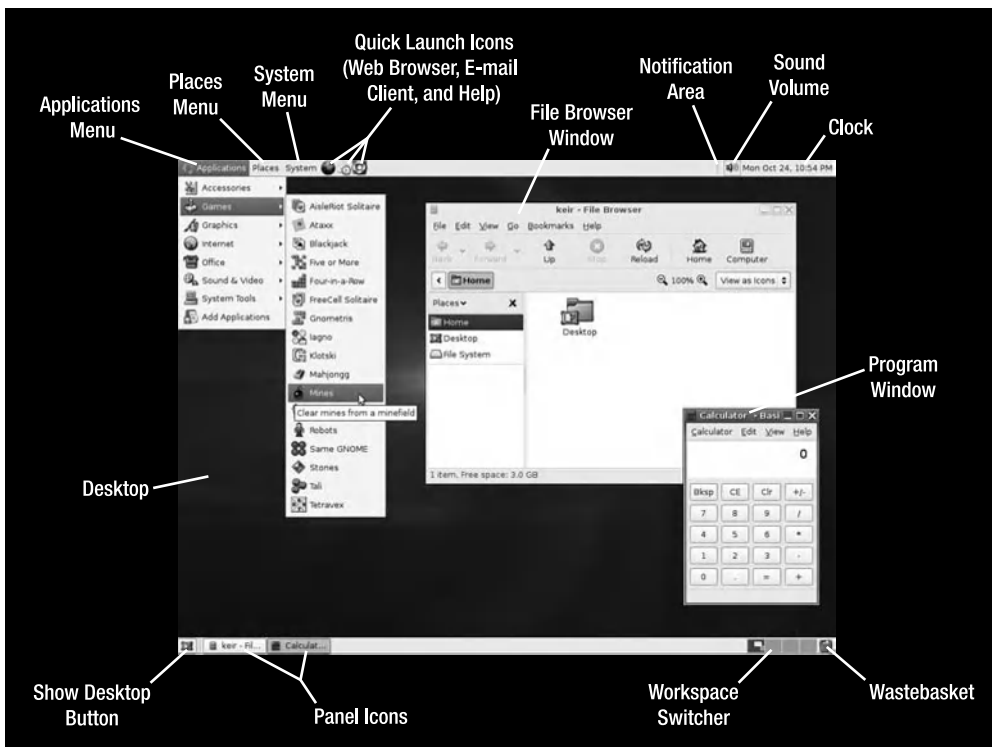 Quick Launch Icons
(Web Browser, E-mail
Client, and Help)
Places
Menu
System
Menu
Applications
Menu
File Browser
Window
Notification
Area
Sound
Volume
Clock
Applications Places System
Mon Oct 24, 10:54 PM
Accessories
Games
Graphics
Internet
Office
Sound & Video
System Tools
Add Applications
AisleRiot Solitaire
Ataxx
Blackjack
Five or More
Four-in-a-Row
FreeCell Solitaire
Gnometris
Iagno
Klotski
Mahjongg
Mines
Clear mines from a minefield
Robots
Same GNOME
Stones
Tali
Tetravex
keir - File Browser
File Edit View Go Bookmarks Help
Back Forward Up Stop Reload Home Computer
Home
100%
View as Icons
Places
Home
Desktop
File System
Desktop
1 item, Free space: 3.0 GB
Program
Window
Calculator - Basi
Calculator Edit View Help
0
Bksp CE Clr +/-
7 8 9 /
4 5 6 *
1 2 3 -
0 . = +
Desktop
keir - Fil...
Calculat...
Show Desktop
Button
Panel Icons
Workspace
Switcher
Wastebasket